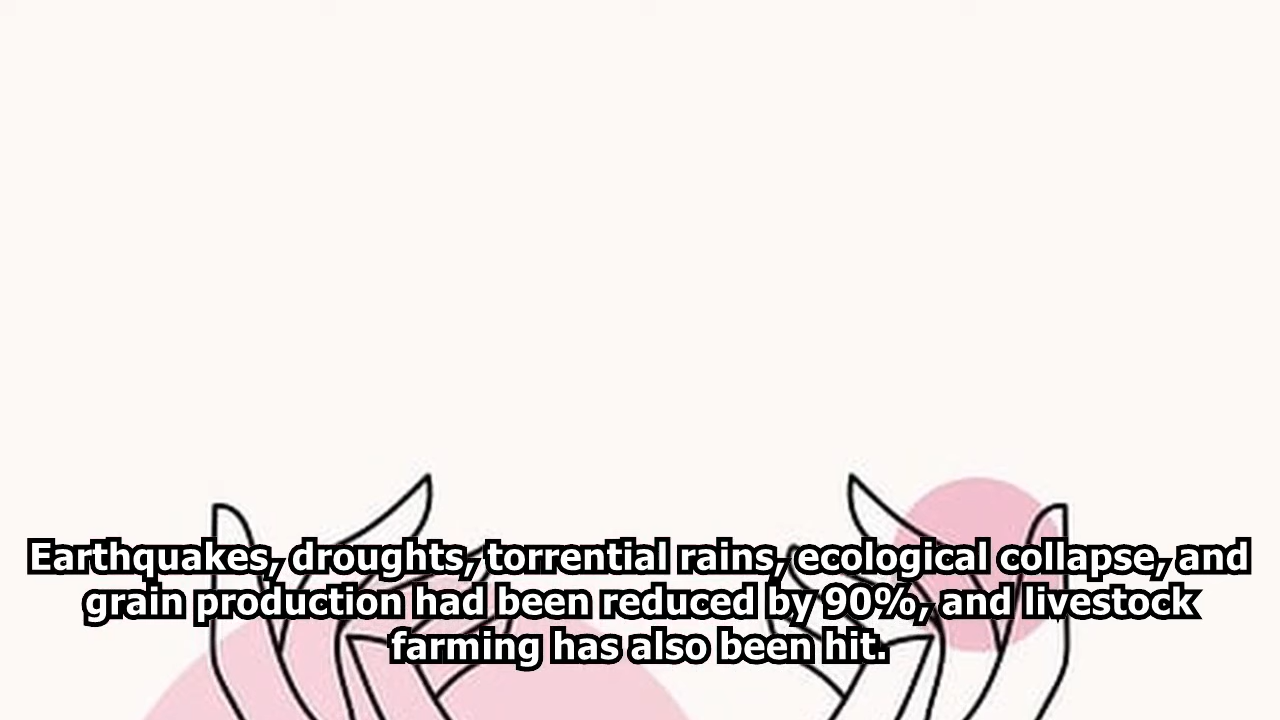 Earthquakes, droughts, torrential rains, ecological collapse, and
grain production had been reduced by 90%, and livestock
farming has also been hit.